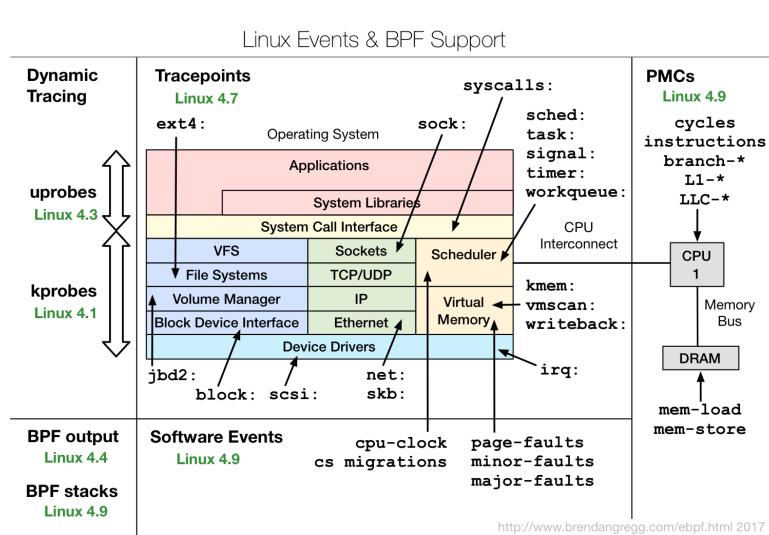 Linux Events & BPF Support
Dynamic
Tracing
uprobes
Linux 4.3
kprobes
Linux 4.1
BPF output
Linux 4.4
BPF stacks
Linux 4.9
Tracepoints
Linux 4.7
syscalls:
ext4:
sock:
sched:
task:
signal:
timer:
workqueue:
Operating System
Applications
System Libraries
System Call Interface
VFS
Sockets
Scheduler
File Systems
TCP/UDP
Volume Manager
IP
Virtual
Memory
Block Device Interface
Ethernet
Device Drivers
CPU
Interconnect
kmem:
vmscan:
writeback:
irq:
jbd2:
block:
scsi:
net:
skb:
Software Events
Linux 4.9
cpu-clock
cs migrations
page-faults
minor-faults
major-faults
PMCs
Linux 4.9
cycles
instructions
branch-*
L1-*
LLC-*
CPU
1
Memory
Bus
DRAM
mem-load
mem-store
http://www.brendangregg.com/ebpf.html 2017